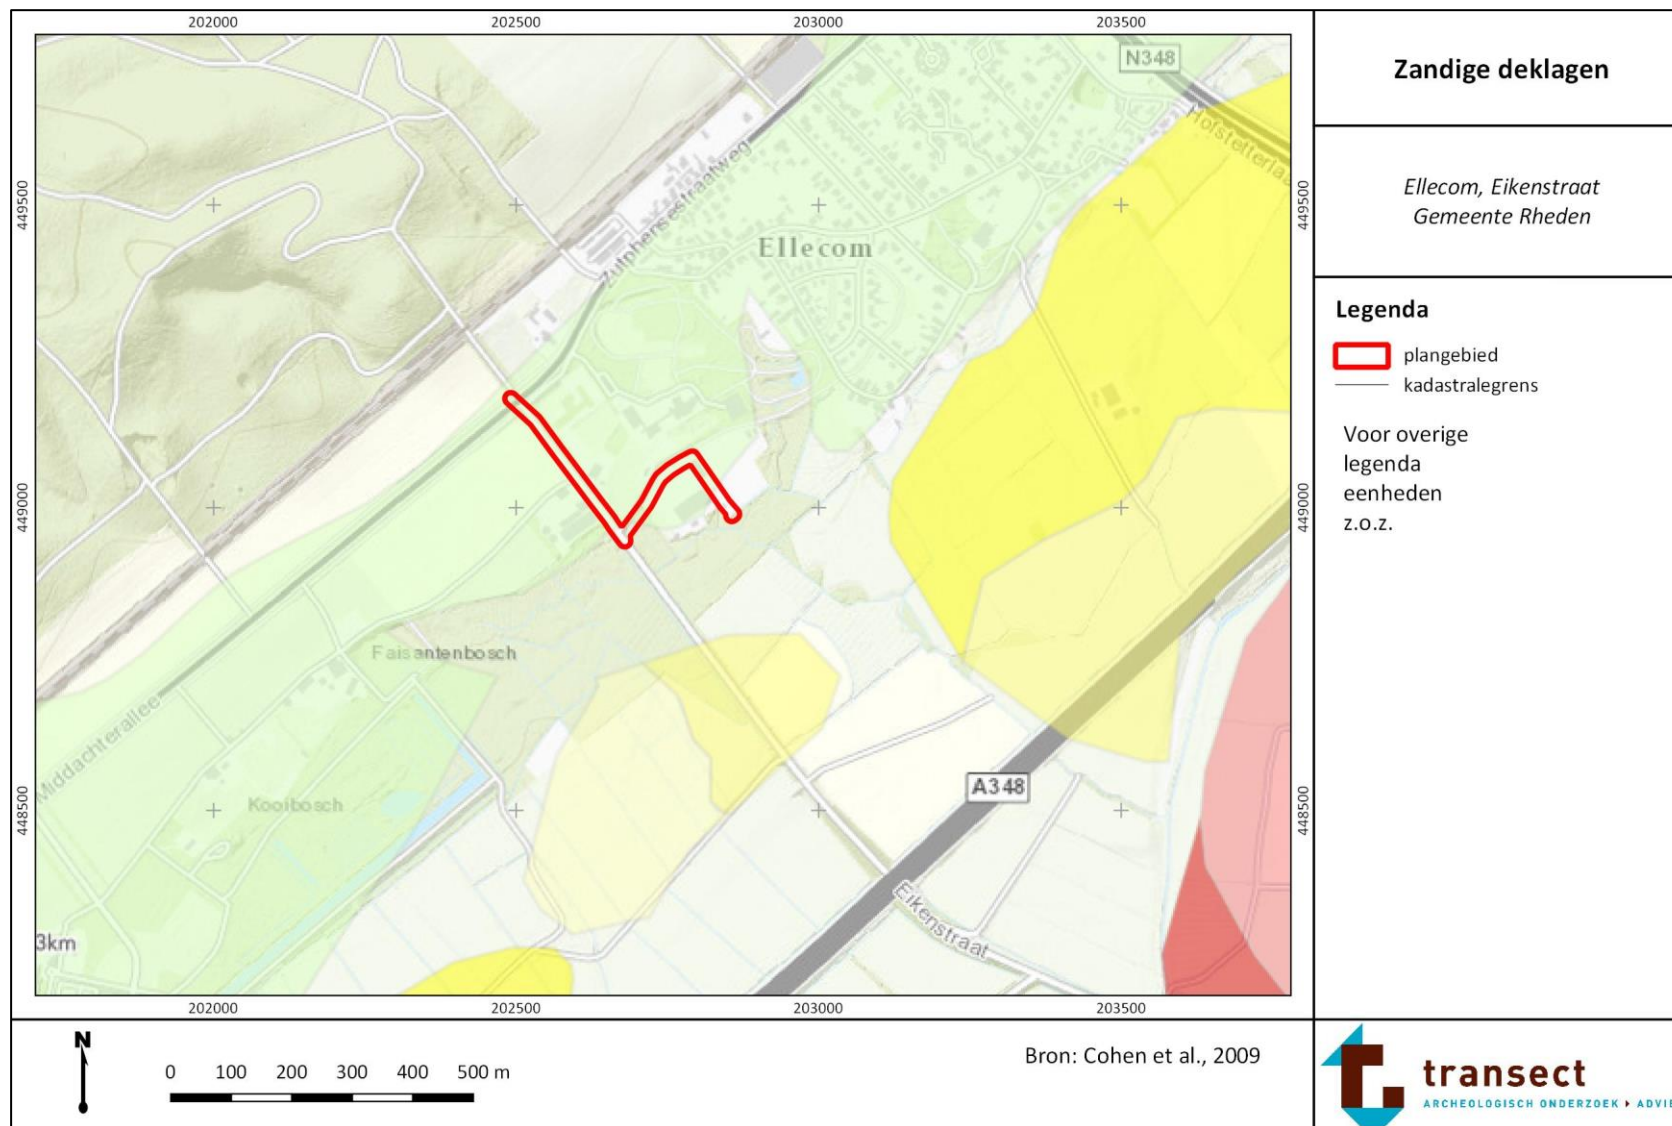 202000 202500 203000 203500
449500
449000
448500
449500
449000
448500
N348
Hofstetterlaa
Zutphensestraatweg
Ellecom
Faisantenbosch
Middachterallee
Kooibosch
A348
Eikenstraat
3km
202000 202500 203000 203500
Zandige deklagen
Ellecom, Eikenstraat
Gemeente Rheden
Legenda
plangebied
kadastralegrens
Voor overige
legenda
eenheden
z.o.z.
N
0 100 200 300 400 500 m
Bron: Cohen et al., 2009
transect
ARCHEOLOGISCH ONDERZOEK ADVIE